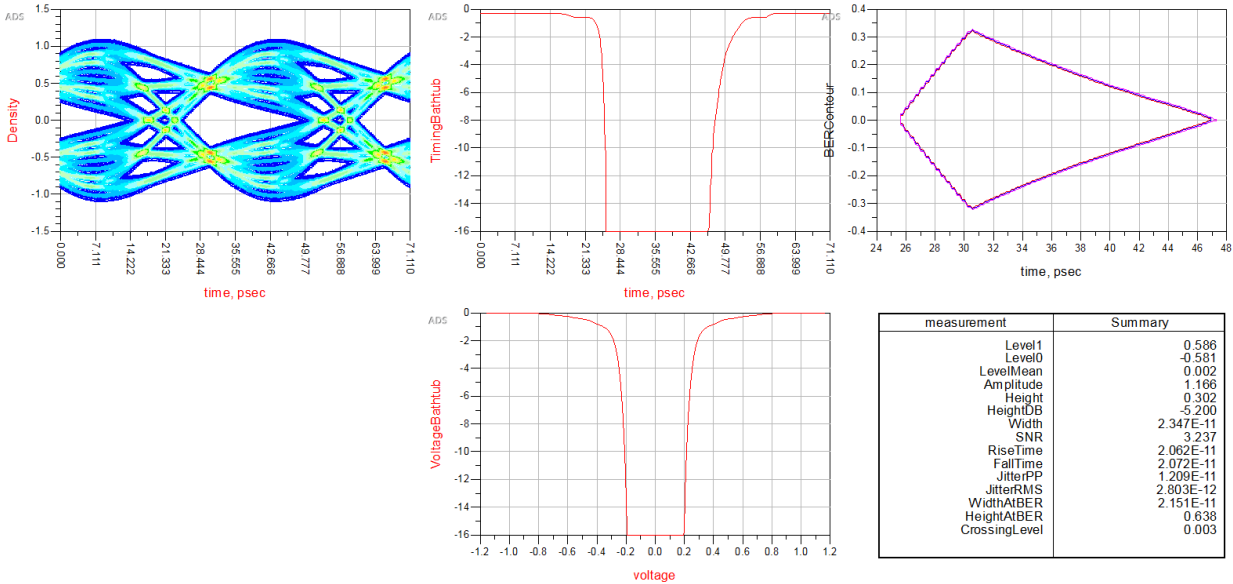 ADS
Density
1.5
1.0
0.5
0.0
-0.5
-1.0
-1.5
0.000
7.111
14.222
21.333
28.444
35.555
42.666
49.777
56.888
63.999
71.110
time, psec
ADS
TimingBathtub
0
-2
-4
-6
-8
-10
-12
-14
-16
0.000
7.111
14.222
21.333
28.444
35.555
42.666
49.777
56.888
63.999
71.110
time, psec
ADS
BERContour
0.4
0.3
0.2
0.1
0.0
-0.1
-0.2
-0.3
-0.4
24 26 28 30 32 34 36 38 40 42 44 46 48
time, psec
ADS
VoltageBathtub
0
-2
-4
-6
-8
-10
-12
-14
-16
-1.2 -1.0 -0.8 -0.6 -0.4 -0.2 0.0 0.2 0.4 0.6 0.8 1.0 1.2
voltage
measurement Summary
Level1 0.586
Level0 -0.581
LevelMean 0.002
Amplitude 1.166
Height 0.302
HeightDB -5.200
Width 2.347E-11
SNR 3.237
RiseTime 2.062E-11
FallTime 2.072E-11
JitterPP 1.209E-11
JitterRMS 2.803E-12
WidthAtBER 2.151E-11
HeightAtBER 0.638
CrossingLevel 0.003